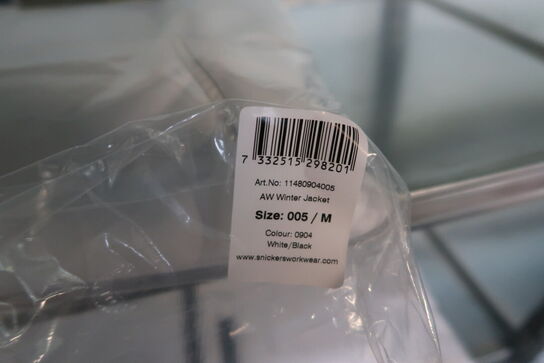 7 332515 298201
Art.No: 11480904005
AW Winter Jacket
Size: 005 / M
Colour: 0904
White/Black
www.snickersworkwear.com